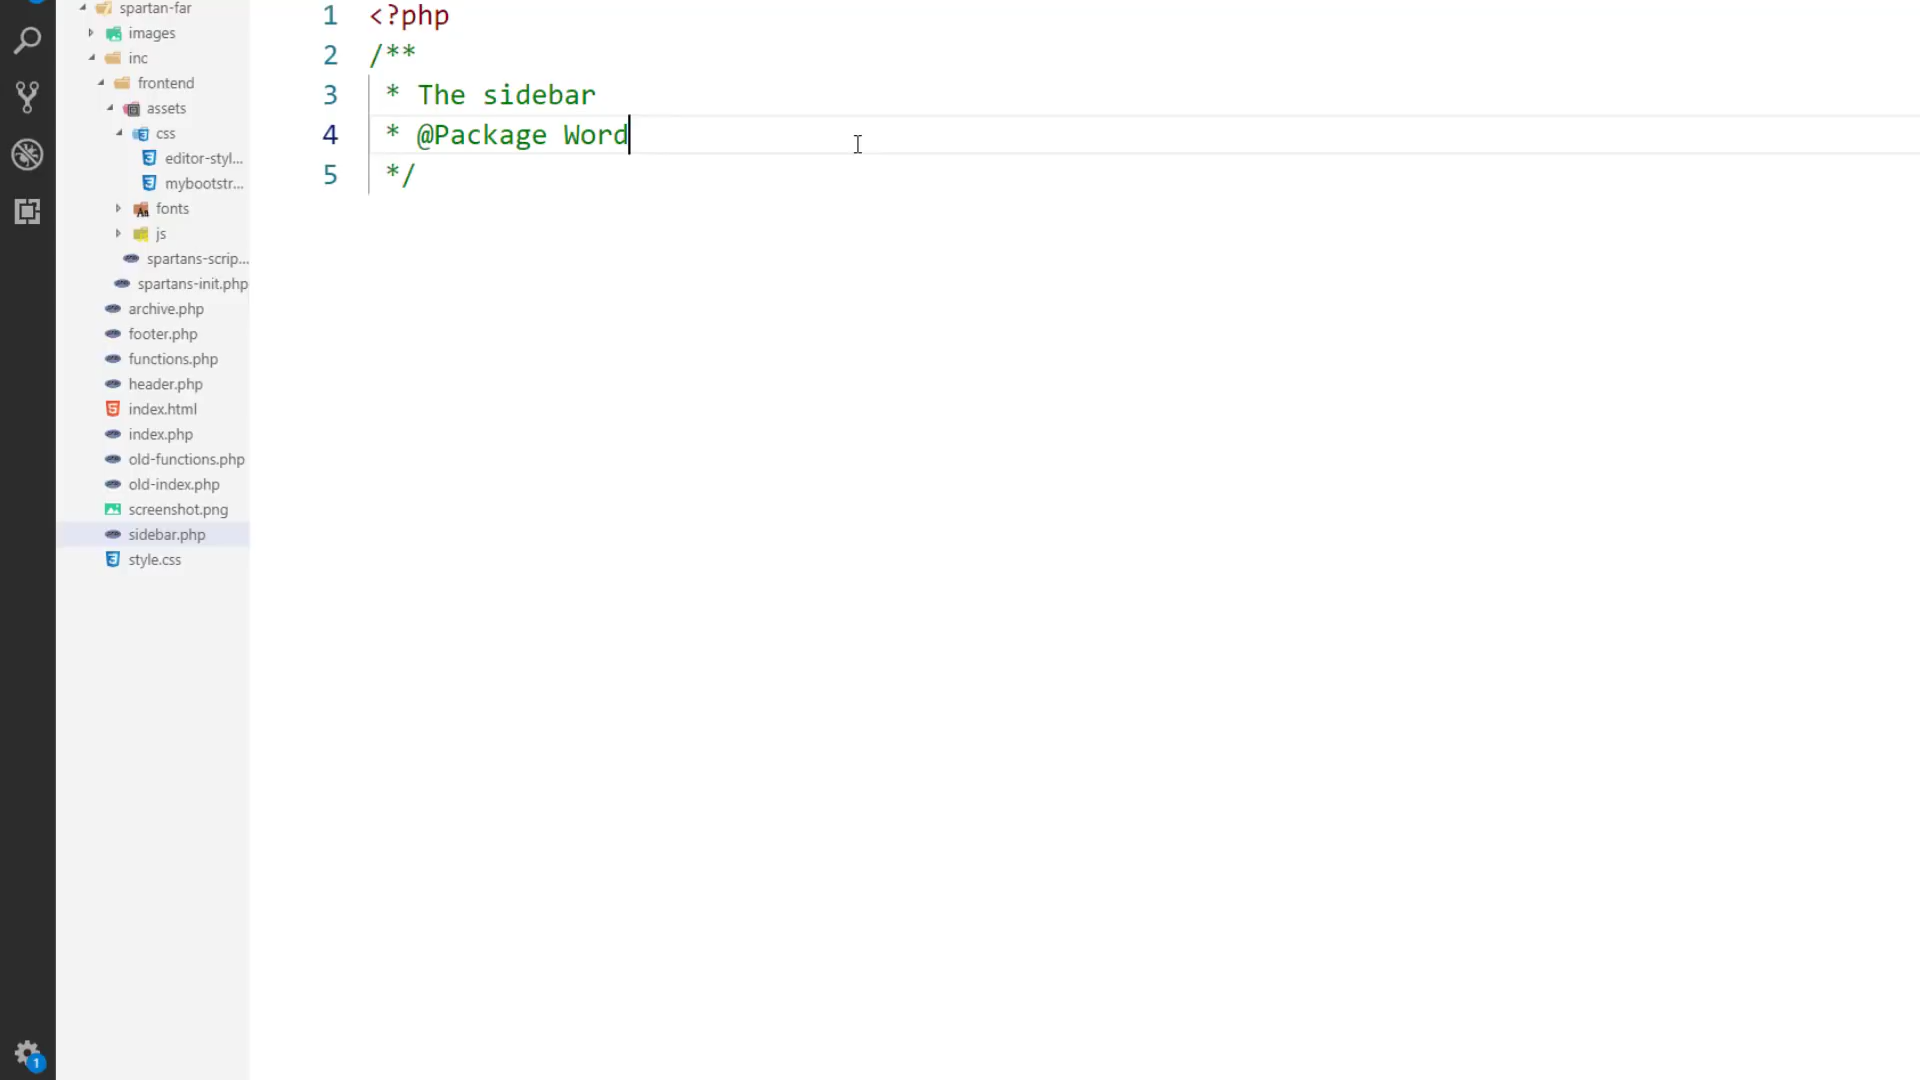 spartan-far
images
inc
frontend
assets
css
editor-styl...
mybootstr...
fonts
js
spartans-scrip...
spartans-init.php
archive.php
footer.php
functions.php
header.php
index.html
index.php
old-functions.php
old-index.php
screenshot.png
sidebar.php
style.css
1
1 <?php
2 /**
3 * The sidebar
4 * @Package Word
5 */